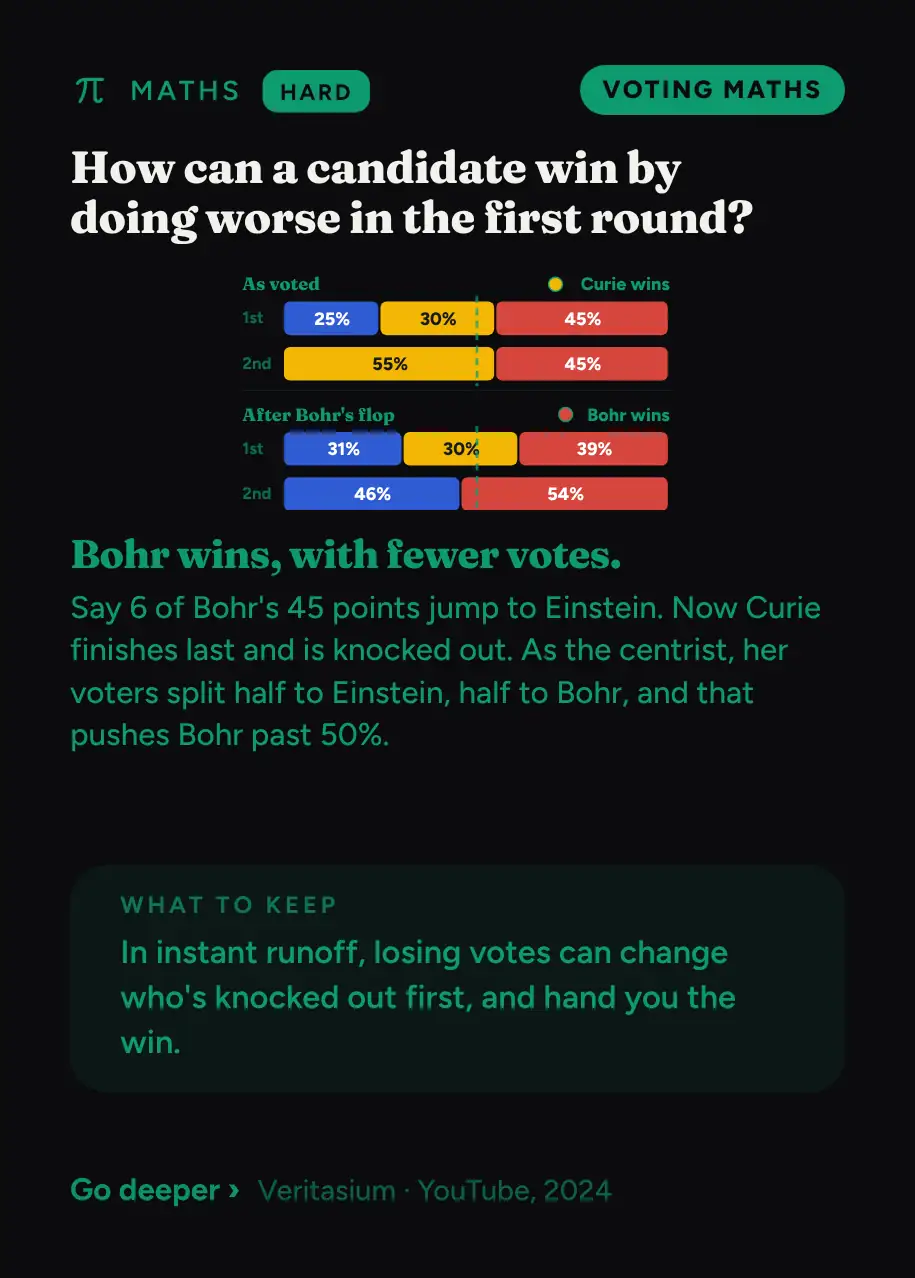 π MATHS HARD VOTING MATHS
How can a candidate win by
doing worse in the first round?
As voted Curie wins
1st 25% 30% 45%
2nd 55% 45%
After Bohr's flop Bohr wins
1st 31% 30% 39%
2nd 46% 54%
Bohr wins, with fewer votes.
Say 6 of Bohr's 45 points jump to Einstein. Now Curie
finishes last and is knocked out. As the centrist, her
voters split half to Einstein, half to Bohr, and that
pushes Bohr past 50%.
WHAT TO KEEP
In instant runoff, losing votes can change
who's knocked out first, and hand you the
win.
Go deeper › Veritasium · YouTube, 2024